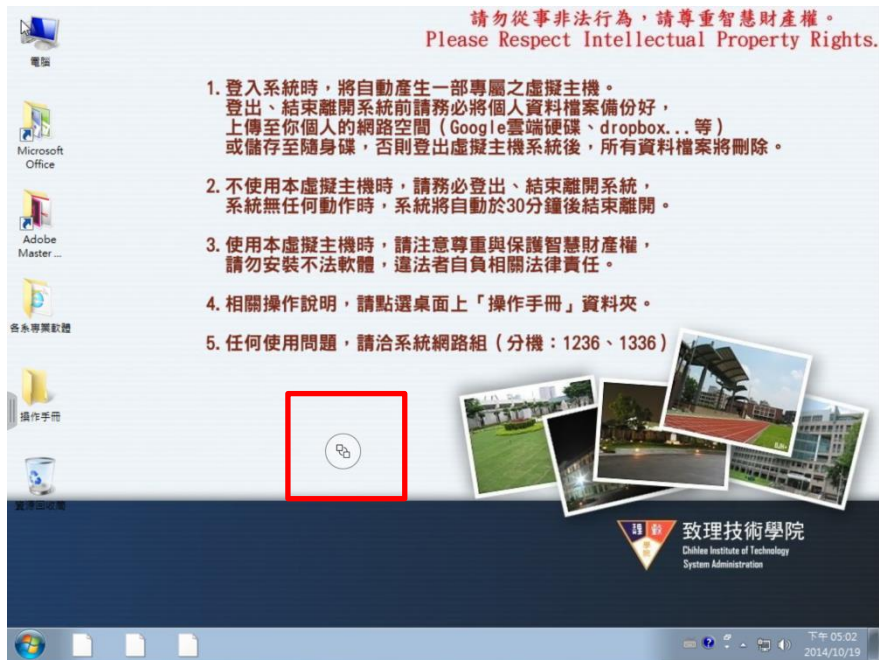 請勿從事非法行為，請尊重智慧財產權。
Please Respect Intellectual Property Rights.
電腦
Microsoft
Office
Adobe
Master ...
各系專業軟體
操作手冊
資源回收筒
1. 登入系統時，將自動產生一部專屬之虛擬主機。
登出、結束離開系統前請務必將個人資料檔案備份好，
上傳至你個人的網路空間（Google雲端硬碟、dropbox...等）
或儲存至隨身碟，否則登出虛擬主機系統後，所有資料檔案將刪除。
2. 不使用本虛擬主機時，請務必登出、結束離開系統，
系統無任何動作時，系統將自動於30分鐘後結束離開。
3. 使用本虛擬主機時，請注意尊重與保護智慧財產權，
請勿安裝不法軟體，違法者自負相關法律責任。
4. 相關操作說明，請點選桌面上「操作手冊」資料夾。
5. 任何使用問題，請洽系統網路組（分機：1236、1336）
致理技術學院
Chihlee Institute of Technology
System Administration
下午 05:02
2014/10/19